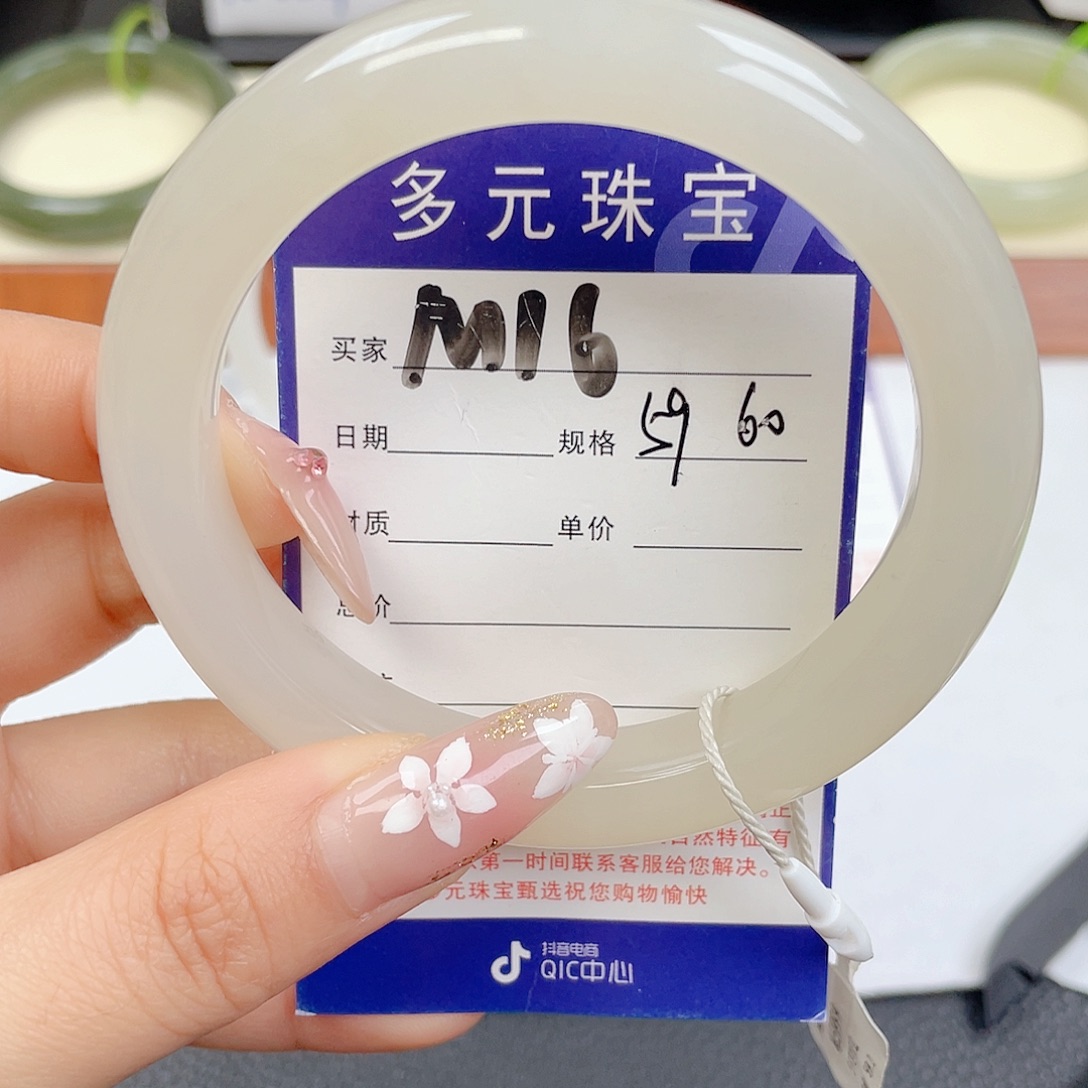 多元珠宝
买家 M16
日期 规格 59 60
材质 单价
总价
自然特征有
第一时间联系客服给您解决。
元珠宝甄选祝您购物愉快
抖音电商
QIC中心